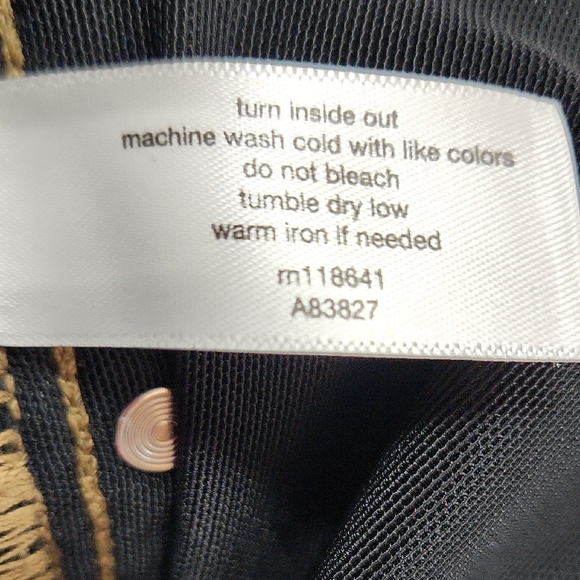 turn inside out
machine wash cold with like colors
do not bleach
tumble dry low
warm iron if needed
rn118641
A83827